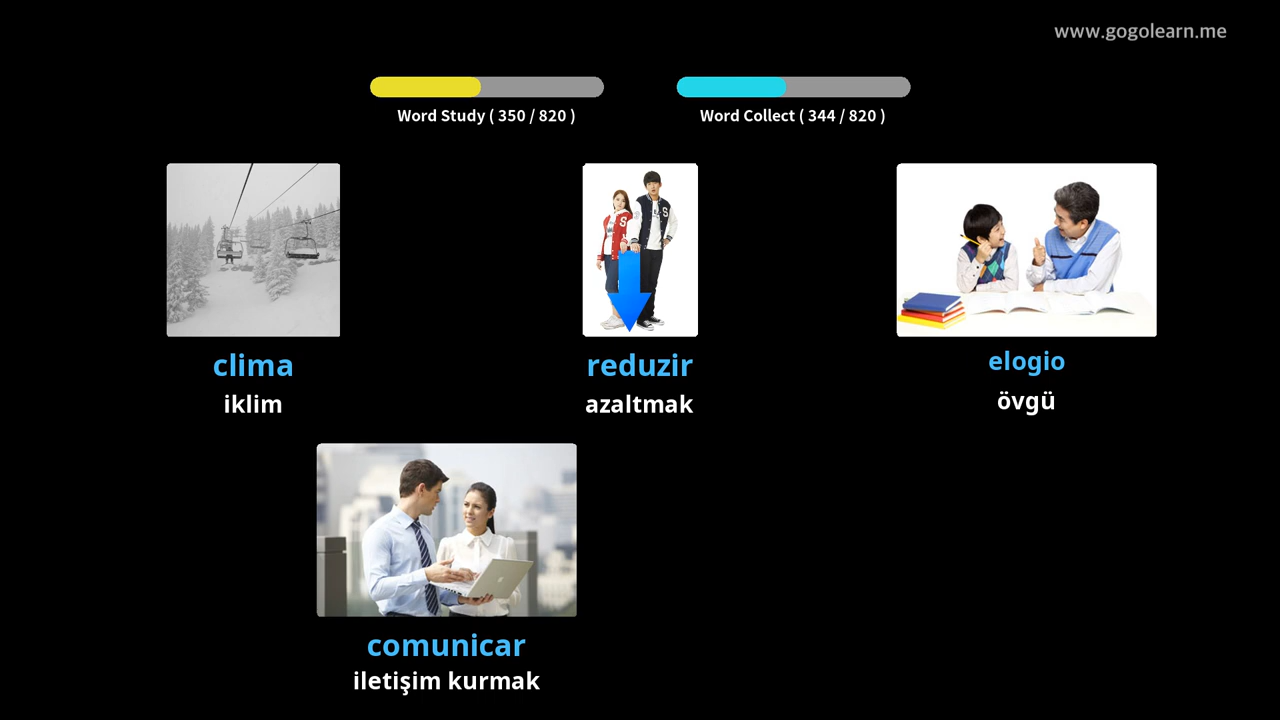 www.gogolearn.me
Word Study ( 350 / 820 )
Word Collect ( 344 / 820 )
clima
iklim
reduzir
azaltmak
elogio
övgü
comunicar
iletişim kurmak